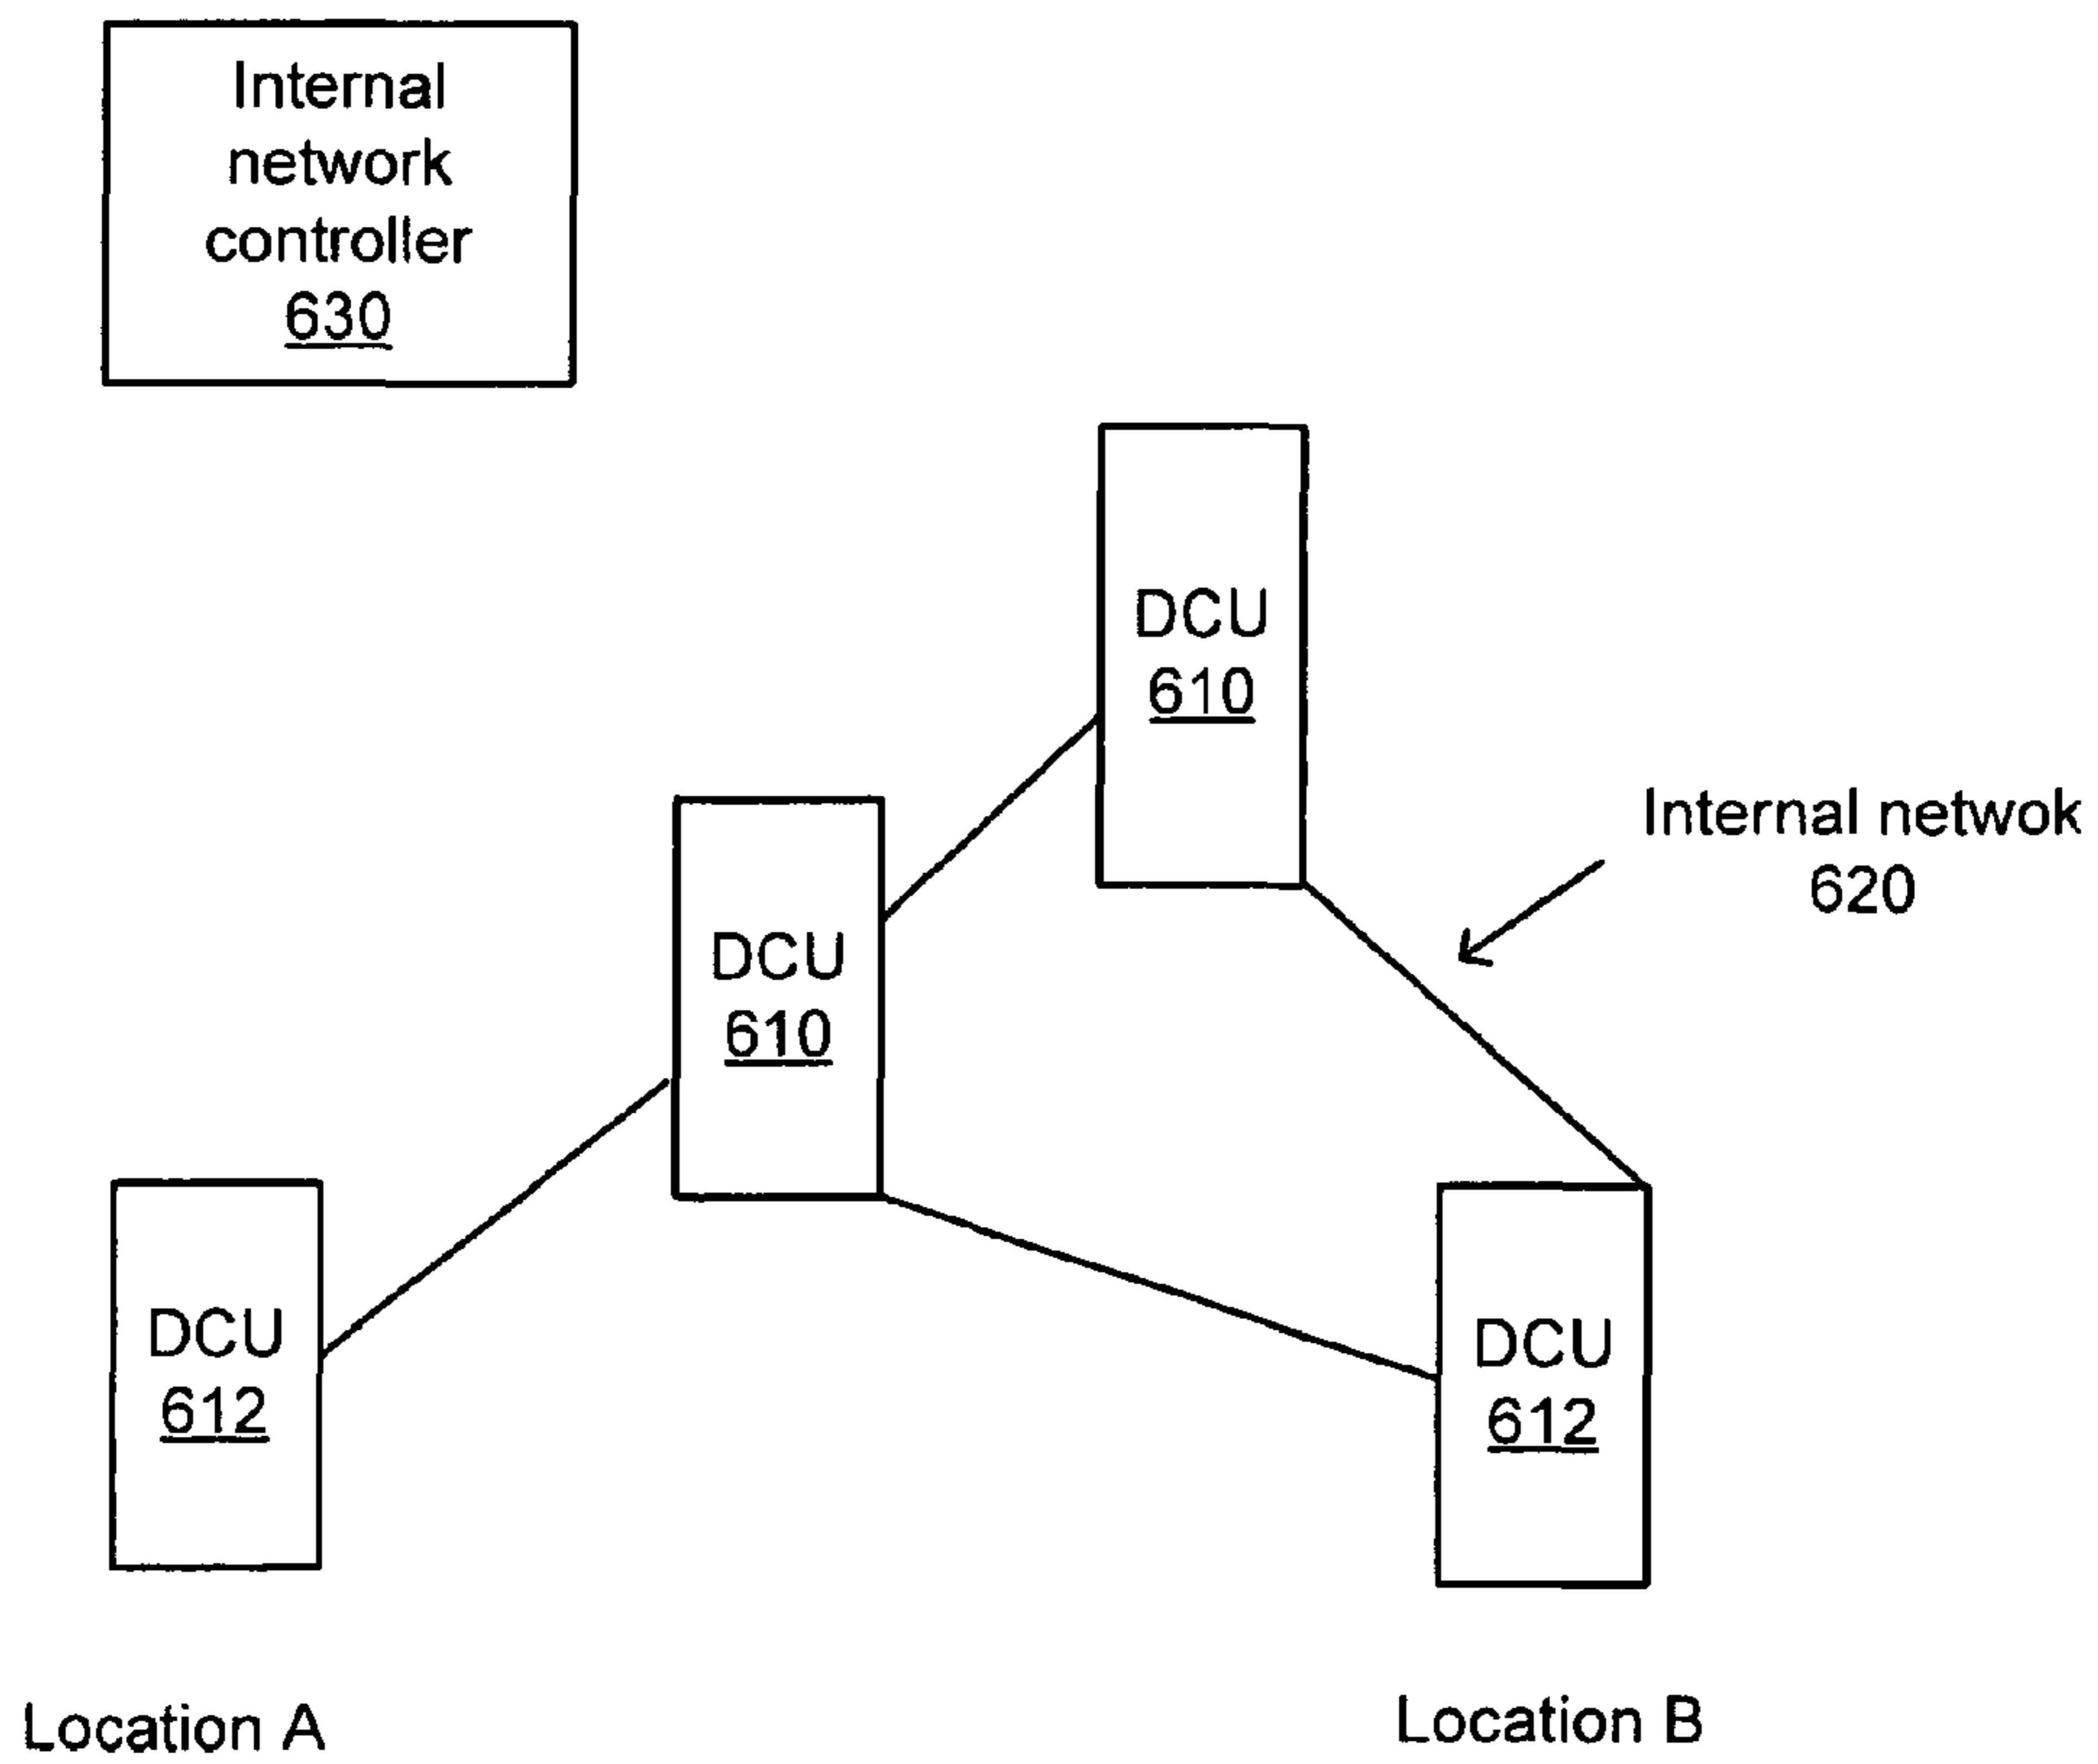 Internal
network
controller
630
DCU
610
Internal netwok
620
DCU
610
DCU
612
DCU
612
Location A
Location B